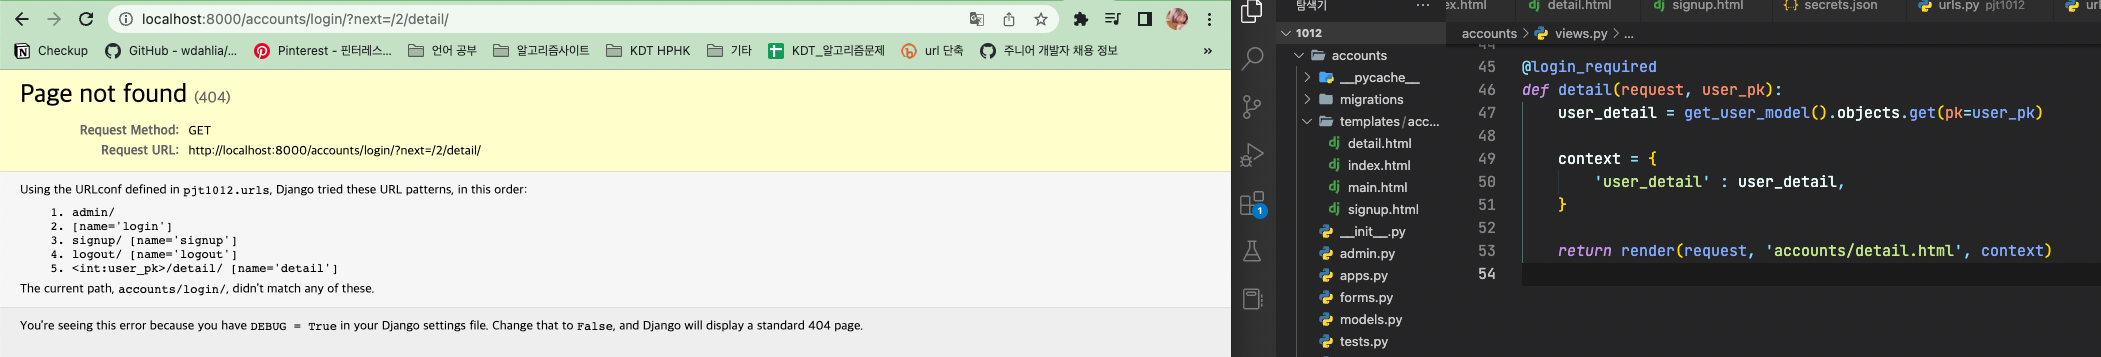 localhost:8000/accounts/login/?next=/2/detail/
Checkup
GitHub - wdahlia/...
Pinterest - 핀터레스...
언어 공부
알고리즘사이트
KDT HPHK
기타
KDT_알고리즘문제
url 단축
주니어 개발자 채용 정보
»
Page not found (404)
Request Method: GET
Request URL: http://localhost:8000/accounts/login/?next=/2/detail/
Using the URLconf defined in pjt1012.urls, Django tried these URL patterns, in this order:
1. admin/
2. [name='login']
3. signup/ [name='signup']
4. logout/ [name='logout']
5. <int:user_pk>/detail/ [name='detail']
The current path, accounts/login/, didn't match any of these.
You're seeing this error because you have DEBUG = True in your Django settings file. Change that to False, and Django will display a standard 404 page.
1
탐색기
...
1012
accounts
__pycache__
migrations
templates/acc...
detail.html
index.html
main.html
signup.html
__init__.py
admin.py
apps.py
forms.py
models.py
tests.py
ex.html
detail.html
signup.html
secrets.json
urls.py pjt1012
accounts > views.py > ...
44
45 @login_required
46 def detail(request, user_pk):
47 user_detail = get_user_model().objects.get(pk=user_pk)
48
49 context = {
50 'user_detail' : user_detail,
51 }
52
53 return render(request, 'accounts/detail.html', context)
54